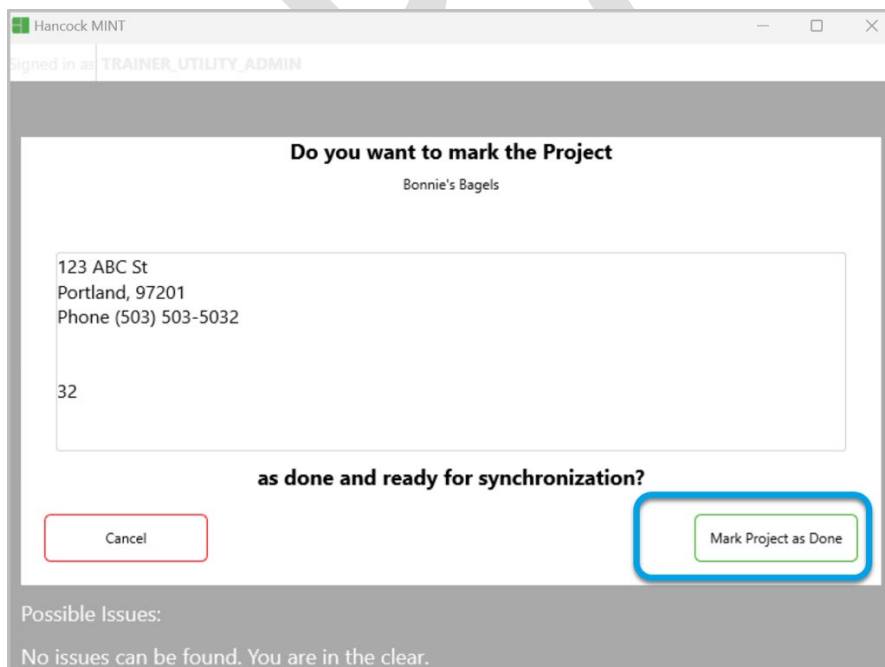 Hancock MINT
Signed in as TRAINER_UTILITY_ADMIN
Do you want to mark the Project
Bonnie's Bagels
123 ABC St
Portland, 97201
Phone (503) 503-5032
32
as done and ready for synchronization?
Cancel
Mark Project as Done
Possible Issues:
No issues can be found. You are in the clear.